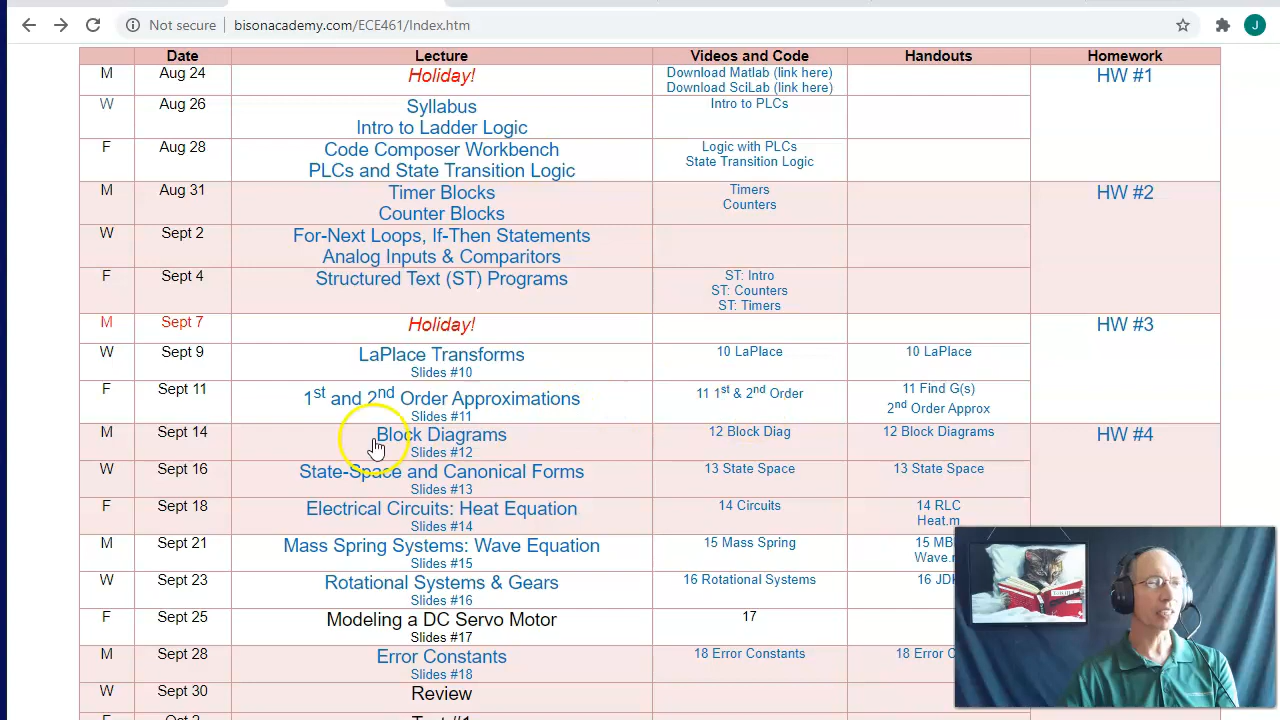 Not secure
bisonacademy.com/ECE461/Index.htm
J
Date Lecture Videos and Code Handouts Homework
M Aug 24 Holiday! Download Matlab (link here) HW #1
Download SciLab (link here)
W Aug 26 Syllabus Intro to PLCs
Intro to Ladder Logic
F Aug 28 Code Composer Workbench Logic with PLCs
PLCs and State Transition Logic State Transition Logic
M Aug 31 Timer Blocks Timers HW #2
Counter Blocks Counters
W Sept 2 For-Next Loops, If-Then Statements
Analog Inputs & Comparitors
F Sept 4 Structured Text (ST) Programs ST: Intro
ST: Counters
ST: Timers
M Sept 7 Holiday! HW #3
W Sept 9 LaPlace Transforms 10 LaPlace 10 LaPlace
Slides #10
F Sept 11 1st and 2nd Order Approximations 11 1st & 2nd Order 11 Find G(s)
Slides #11 2nd Order Approx
M Sept 14 Block Diagrams 12 Block Diag 12 Block Diagrams HW #4
Slides #12
W Sept 16 State-Space and Canonical Forms 13 State Space 13 State Space
Slides #13
F Sept 18 Electrical Circuits: Heat Equation 14 Circuits 14 RLC
Slides #14 Heat.m
M Sept 21 Mass Spring Systems: Wave Equation 15 Mass Spring 15
Slides #15
W Sept 23 Rotational Systems & Gears 16 Rotational Systems 16
Slides #16
F Sept 25 Modeling a DC Servo Motor 17
Slides #17
M Sept 28 Error Constants 18 Error Constants 18 Error
Slides #18
W Sept 30 Review